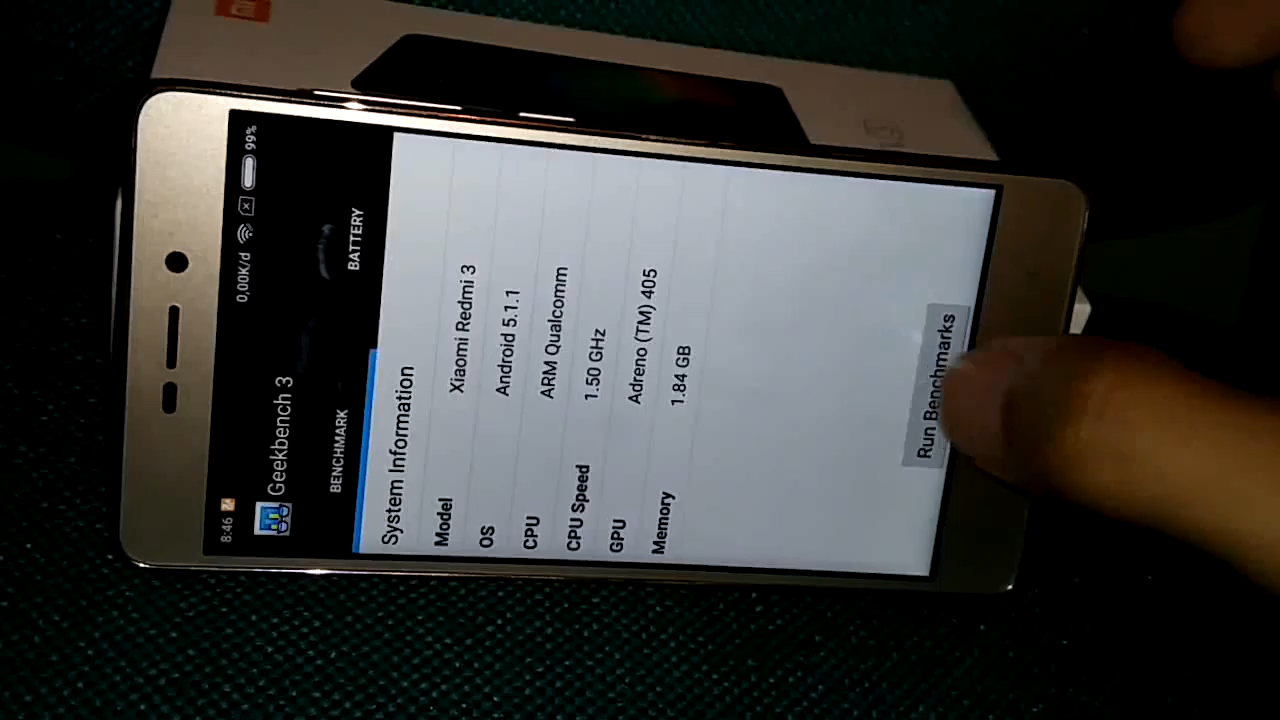 8:46
0,00K/d
99%
Geekbench 3
BENCHMARK BATTERY
System Information
Model Xiaomi Redmi 3
OS Android 5.1.1
CPU ARM Qualcomm
CPU Speed 1.50 GHz
GPU Adreno (TM) 405
Memory 1.84 GB
Run Benchmarks
mi